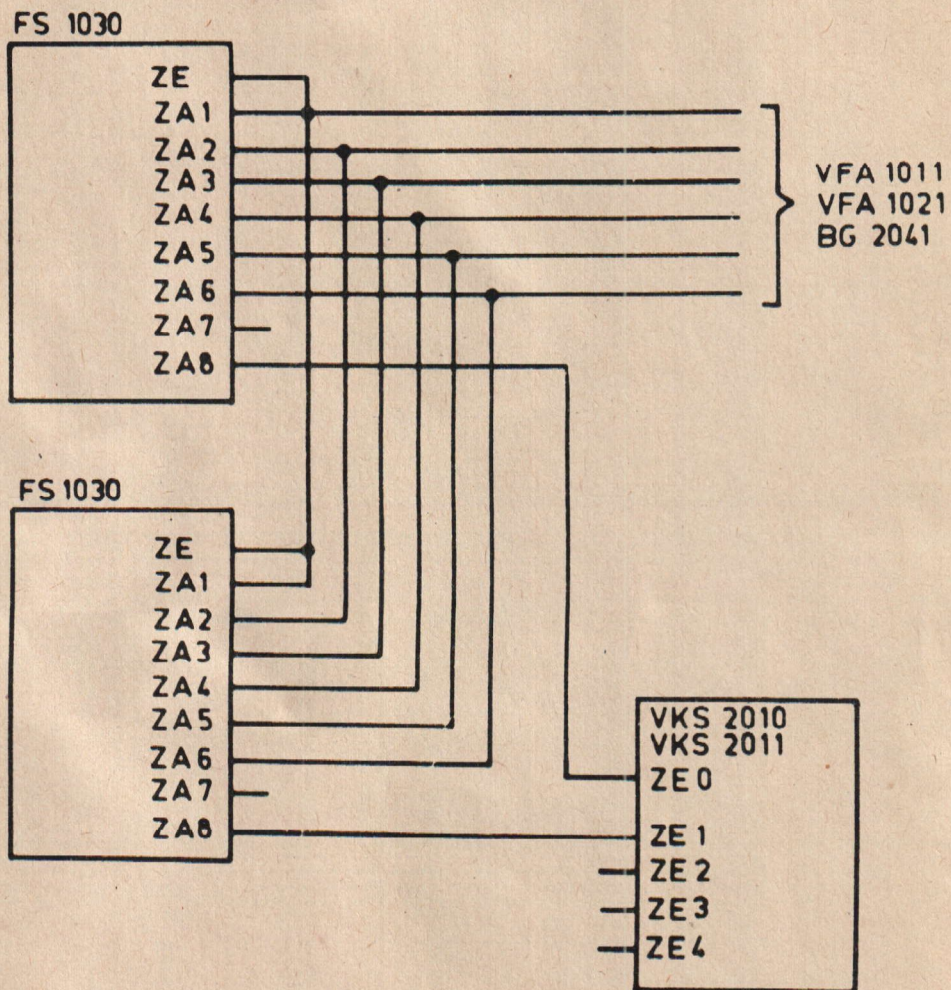 FS 1030
ZE
ZA1
ZA2
ZA3
ZA4
ZA5
ZA6
ZA7
ZA8
VFA 1011
VFA 1021
BG 2041
FS 1030
ZE
ZA1
ZA2
ZA3
ZA4
ZA5
ZA6
ZA7
ZA8
VKS 2010
VKS 2011
ZE0
ZE1
ZE2
ZE3
ZE4